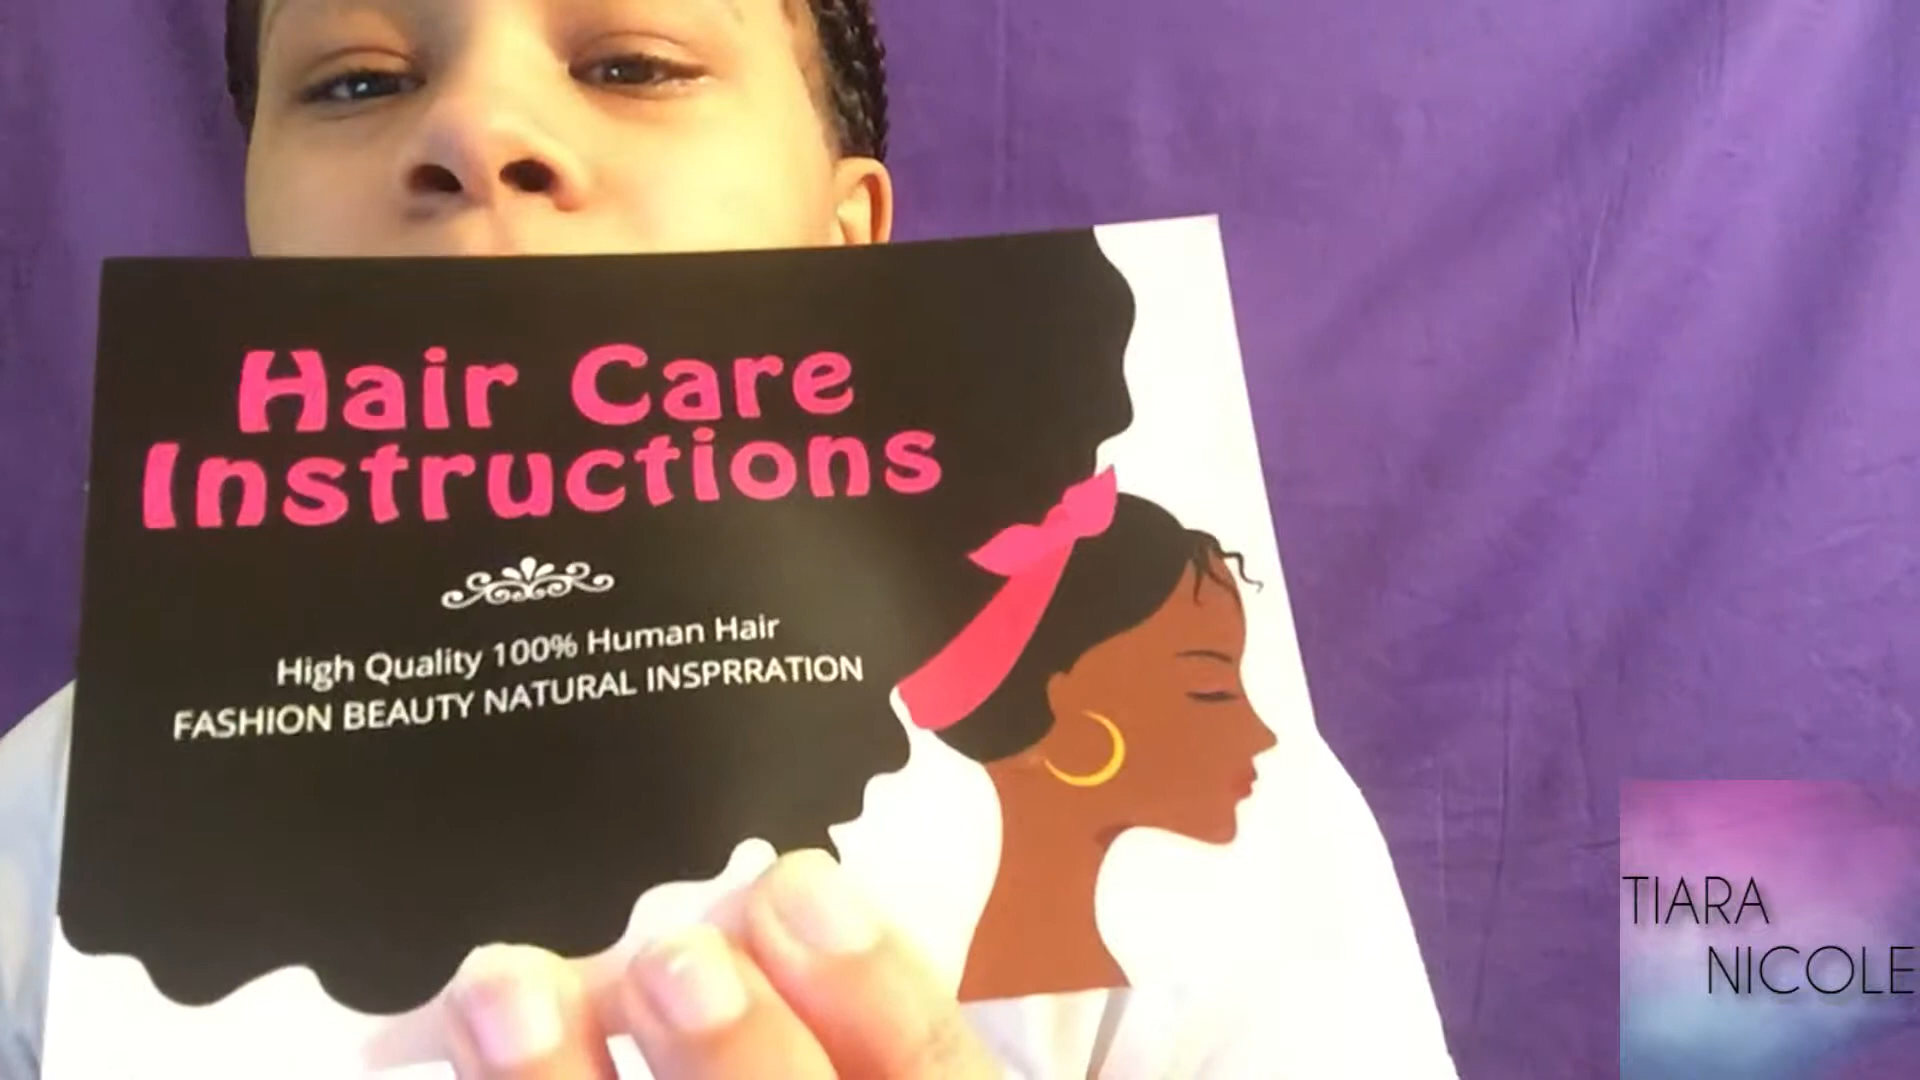 Hair Care
Instructions
High Quality 100% Human Hair
FASHION BEAUTY NATURAL INSPRRATION
TIARA
NICOLE